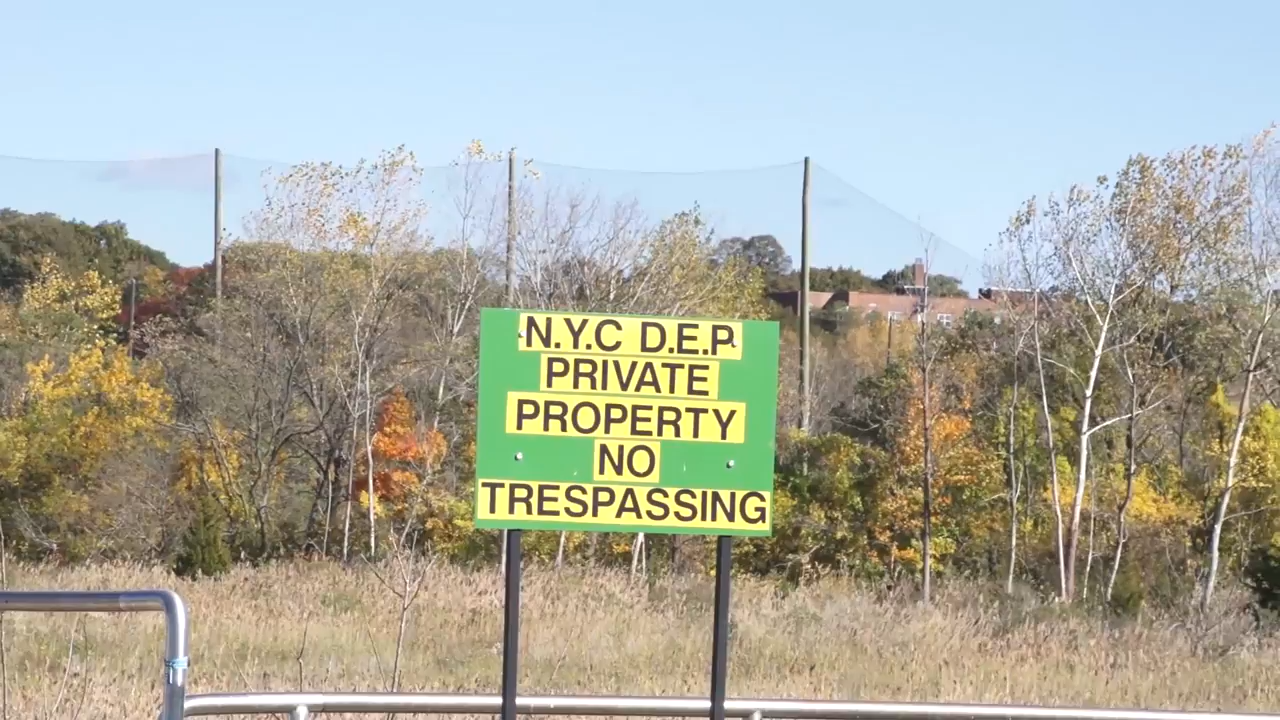 N.Y.C D.E.P
PRIVATE
PROPERTY
NO
TRESPASSING